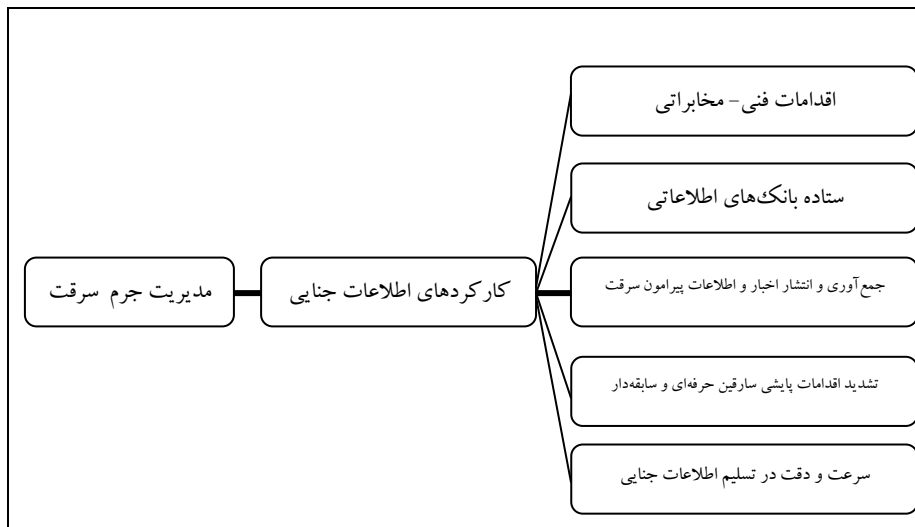 اقدامات فنی- مخابراتی
ستاده بانک‌های اطلاعاتی
جمع‌آوری و انتشار اخبار و اطلاعات پیرامون سرقت
کارکردهای اطلاعات جنایی
مدیریت جرم سرقت
تشدید اقدامات پایشی سارقین حرفه‌ای و سابقه‌دار
سرعت و دقت در تسلیم اطلاعات جنایی